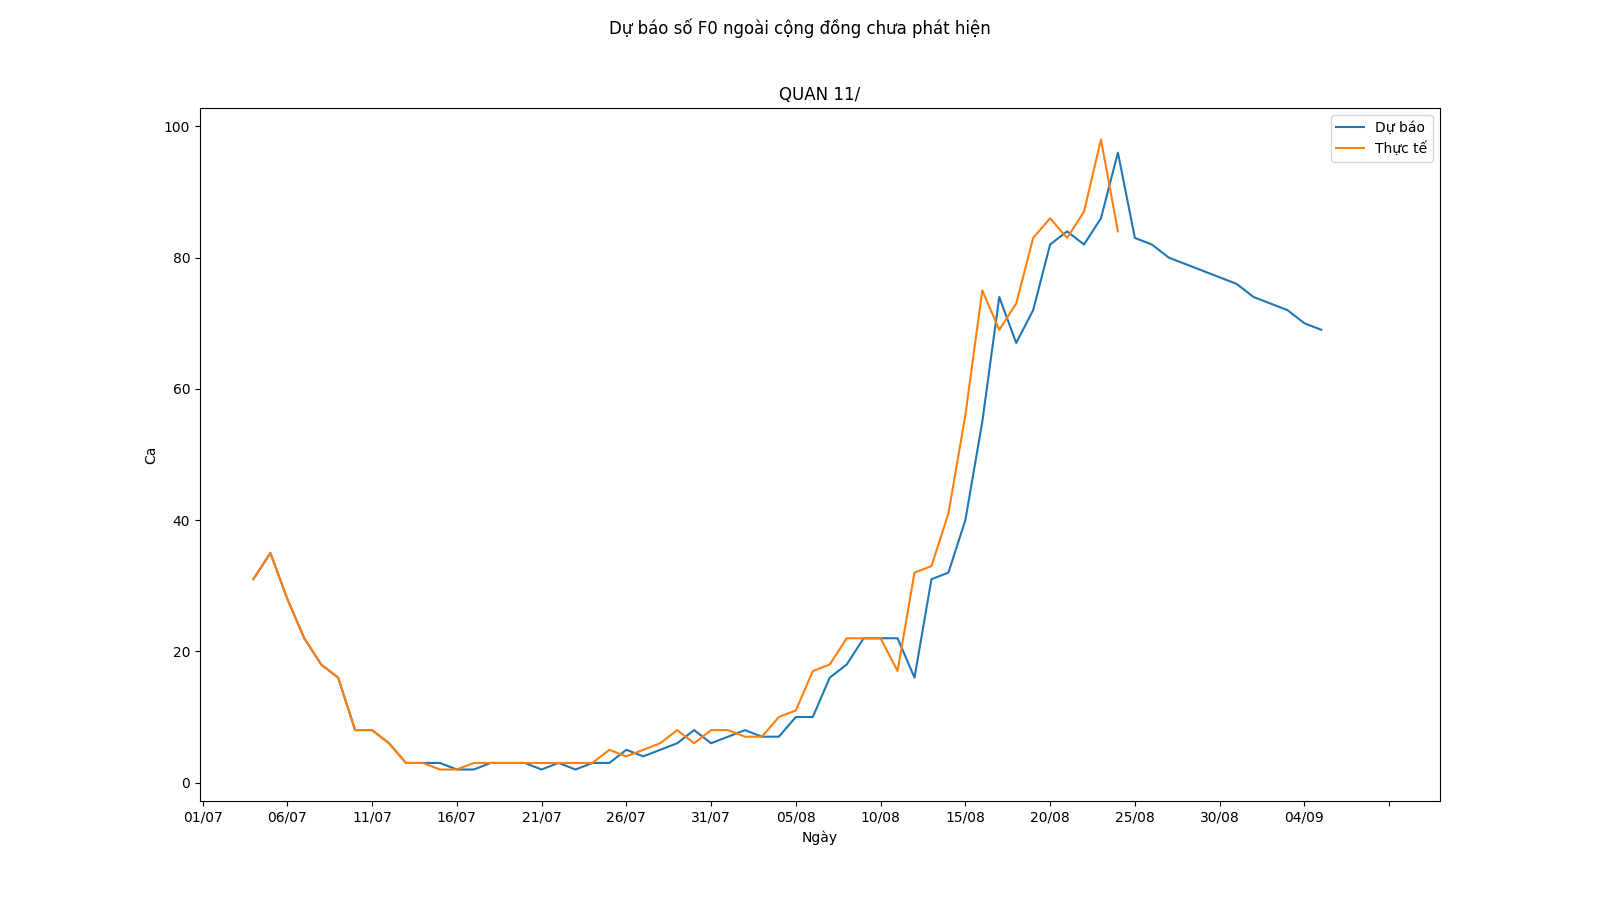 Dự báo số F0 ngoài cộng đồng chưa phát hiện
QUAN 11/
Dự báo
Thực tế
100
80
60
40
20
0
Ca
01/07 06/07 11/07 16/07 21/07 26/07 31/07 05/08 10/08 15/08 20/08 25/08 30/08 04/09
Ngày